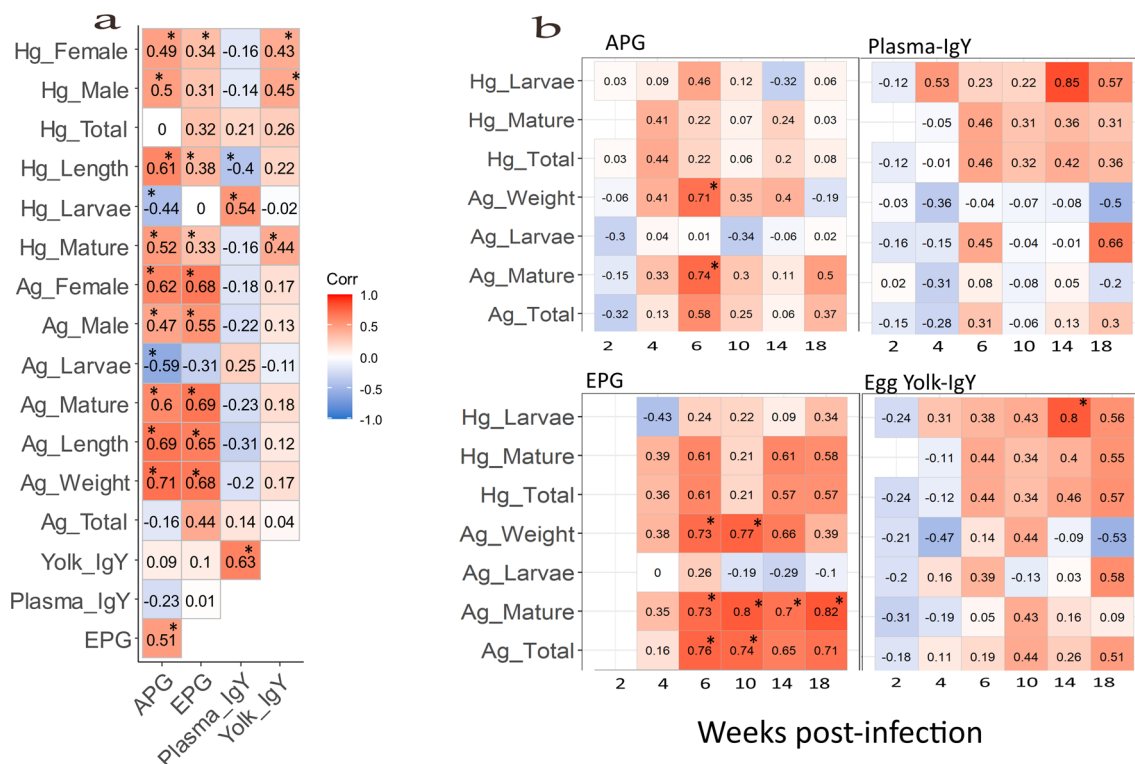 a
Hg_Female 0.49* 0.34* -0.16 0.43*
Hg_Male 0.5* 0.31 -0.14 0.45*
Hg_Total 0 0.32 0.21 0.26
Hg_Length 0.61* 0.38* -0.4* 0.22
Hg_Larvae -0.44* 0 0.54* -0.02
Hg_Mature 0.52* 0.33* -0.16 0.44*
Ag_Female 0.62* 0.68* -0.18 0.17
Ag_Male 0.47* 0.55* -0.22 0.13
Ag_Larvae -0.59* -0.31 0.25 -0.11
Ag_Mature 0.6* 0.69* -0.23 0.18
Ag_Length 0.69* 0.65* -0.31 0.12
Ag_Weight 0.71* 0.68* -0.2 0.17
Ag_Total -0.16 0.44 0.14 0.04
Yolk_IgY 0.09 0.1 0.63*
Plasma_IgY -0.23 0.01
EPG 0.51*
APG EPG Plasma_IgY Yolk_IgY
Corr
1.0
0.5
0.0
-0.5
-1.0
b
APG
Hg_Larvae 0.03 0.09 0.46 0.12 -0.32 0.06
Hg_Mature 0.41 0.22 0.07 0.24 0.03
Hg_Total 0.03 0.44 0.22 0.06 0.2 0.08
Ag_Weight -0.06 0.41 0.71* 0.35 0.4 -0.19
Ag_Larvae -0.3 0.04 0.01 -0.34 -0.06 0.02
Ag_Mature -0.15 0.33 0.74* 0.3 0.11 0.5
Ag_Total -0.32 0.13 0.58 0.25 0.06 0.37
2 4 6 10 14 18
Plasma-IgY
-0.12 0.53 0.23 0.22 0.85 0.57
-0.05 0.46 0.31 0.36 0.31
-0.12 -0.01 0.46 0.32 0.42 0.36
-0.03 -0.36 -0.04 -0.07 -0.08 -0.5
-0.16 -0.15 0.45 -0.04 -0.01 0.66
0.02 -0.31 0.08 -0.08 0.05 -0.2
-0.15 -0.28 0.31 -0.06 0.13 0.3
2 4 6 10 14 18
EPG
Hg_Larvae -0.43 0.24 0.22 0.09 0.34
Hg_Mature 0.39 0.61 0.21 0.61 0.58
Hg_Total 0.36 0.61 0.21 0.57 0.57
Ag_Weight 0.38 0.73* 0.77* 0.66 0.39
Ag_Larvae 0 0.26 -0.19 -0.29 -0.1
Ag_Mature 0.35 0.73* 0.8* 0.7* 0.82*
Ag_Total 0.16 0.76* 0.74* 0.65 0.71
2 4 6 10 14 18
Egg Yolk-IgY
-0.24 0.31 0.38 0.43 0.8* 0.56
-0.11 0.44 0.34 0.4 0.55
-0.24 -0.12 0.44 0.34 0.46 0.57
-0.21 -0.47 0.14 0.44 -0.09 -0.53
-0.2 0.16 0.39 -0.13 0.03 0.58
-0.31 -0.19 0.05 0.43 0.16 0.09
-0.18 0.11 0.19 0.44 0.26 0.51
2 4 6 10 14 18
Weeks post-infection